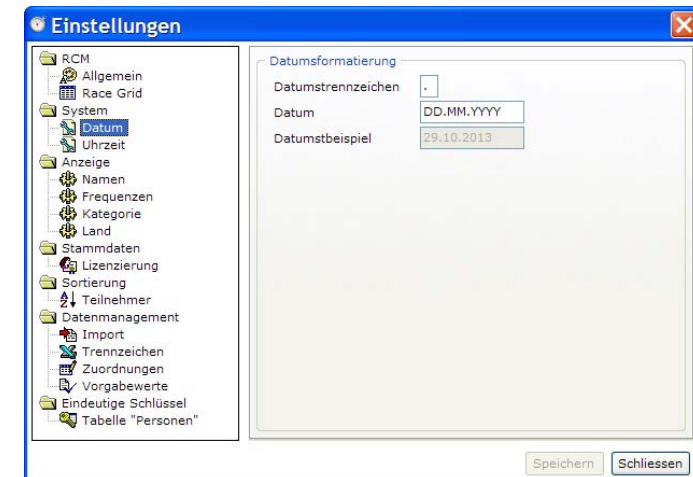 Einstellungen
RCM
Allgemein
Race Grid
System
Datum
Uhrzeit
Anzeige
Namen
Frequenzen
Kategorie
Land
Stammdaten
Lizenzierung
Sortierung
Teilnehmer
Datenmanagement
Import
Trennzeichen
Zuordnungen
Vorgabewerte
Eindeutige Schlüssel
Tabelle "Personen"
Datumsformatierung
Datumstrennzeichen .
Datum DD.MM.YYYY
Datumstbeispiel 29.10.2013
Speichern Schliessen